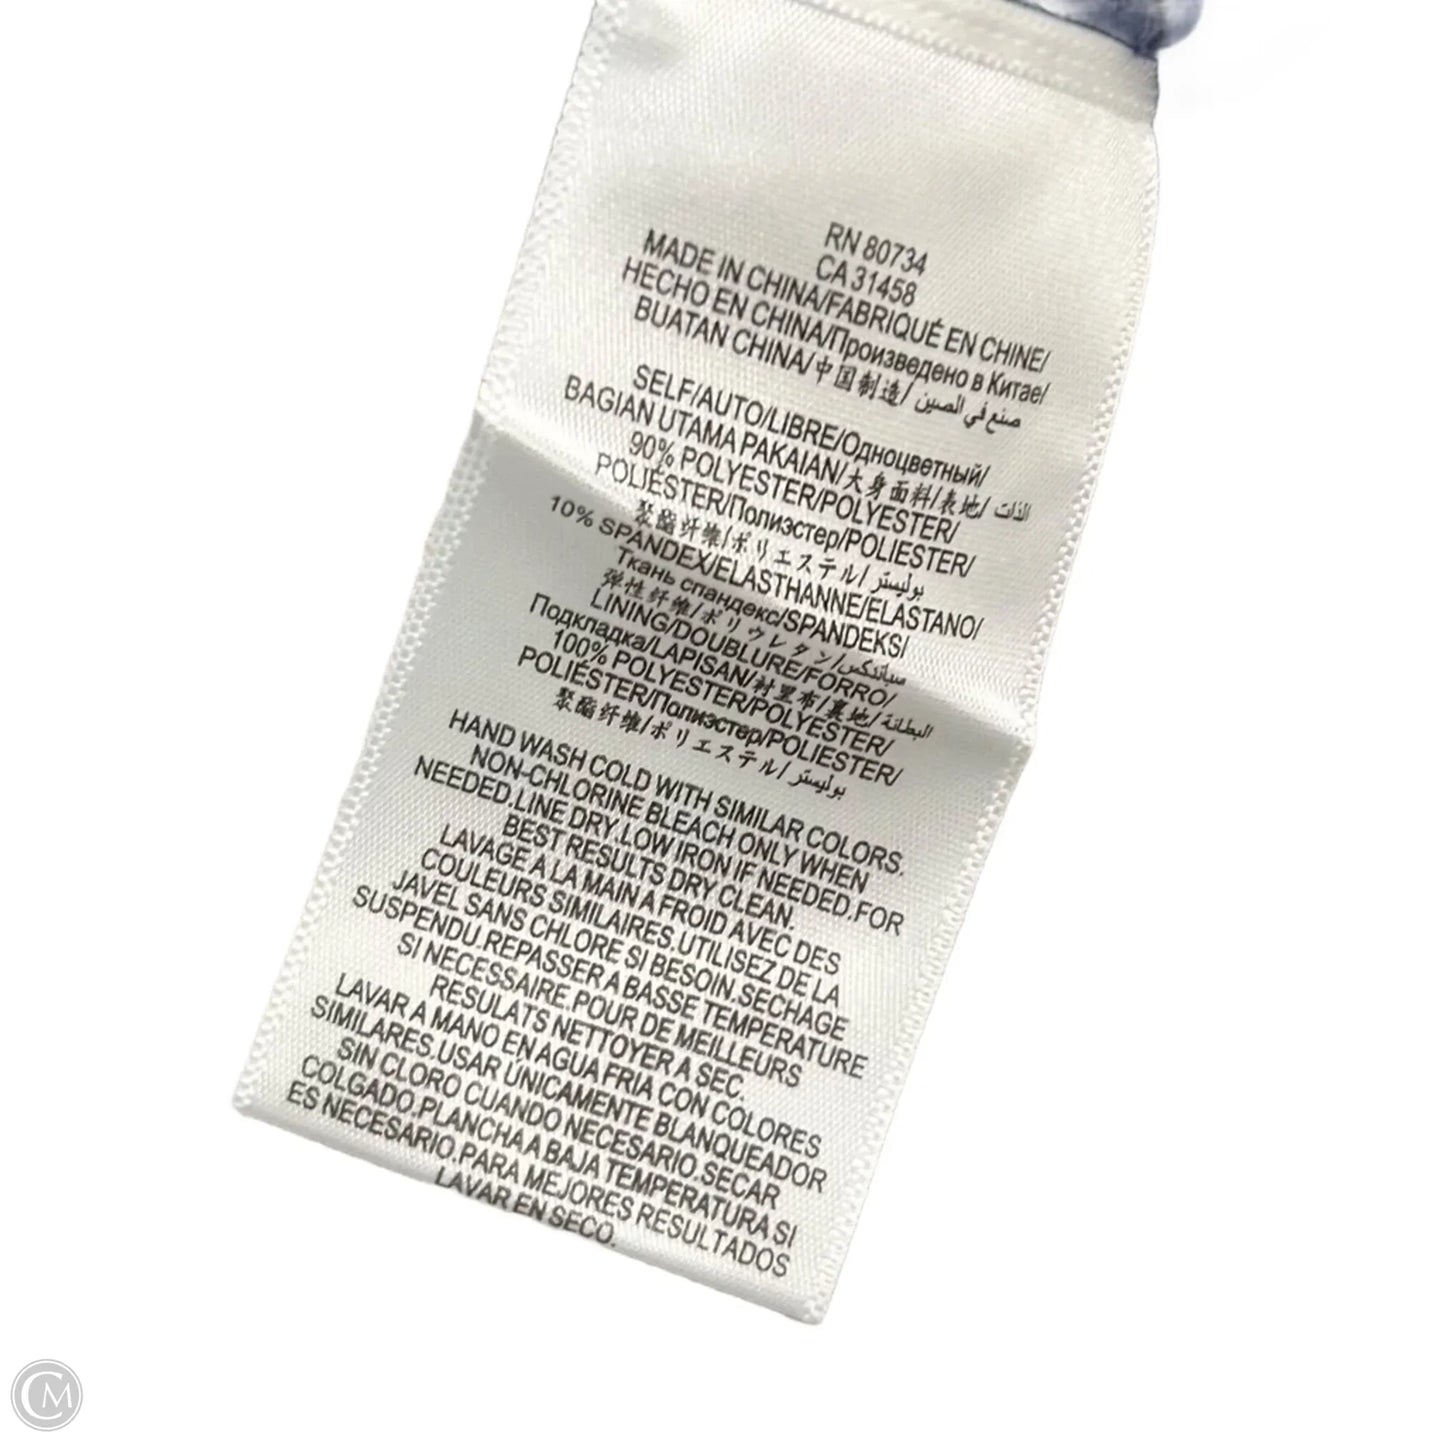 RN 80734
CA 31458
MADE IN CHINA/FABRIQUÉ EN CHINE/
HECHO EN CHINA/Произведено в Китае/
BUATAN CHINA/中国制造/ صنع في الصين
SELF/AUTO/LIBRE/Одноцветный/
BAGIAN UTAMA PAKAIAN/大身面料/表地/ الذات
90% POLYESTER/POLYESTER/
POLIÉSTER/Полиэстер/POLIESTER/
聚酯纤维/ポリエステル/ بوليستر
10% SPANDEX/ELASTHANNE/ELASTANO/
Ткань спандекс/SPANDEKS/
弹性纤维/ポリウレタン/ سباندكس
LINING/DOUBLURE/FORRO/
Подкладка/LAPISAN/衬里布/裏地/ البطانة
100% POLYESTER/POLYESTER/
POLIÉSTER/Полиэстер/POLIESTER/
聚酯纤维/ポリエステル/ بوليستر
HAND WASH COLD WITH SIMILAR COLORS.
NON-CHLORINE BLEACH ONLY WHEN
NEEDED.LINE DRY.LOW IRON IF NEEDED.FOR
BEST RESULTS DRY CLEAN.
LAVAGE A LA MAIN A FROID AVEC DES
COULEURS SIMILAIRES.UTILISEZ DE LA
JAVEL SANS CHLORE SI BESOIN.SECHAGE
SUSPENDU.REPASSER A BASSE TEMPERATURE
SI NECESSAIRE.POUR DE MEILLEURS
RESULATS NETTOYER A SEC.
LAVAR A MANO EN AGUA FRIA CON COLORES
SIMILARES.USAR ÚNICAMENTE BLANQUEADOR
SIN CLORO CUANDO NECESARIO.SECAR
COLGADO.PLANCHA A BAJA TEMPERATURA SI
ES NECESARIO.PARA MEJORES RESULTADOS
LAVAR EN SECO.
CM